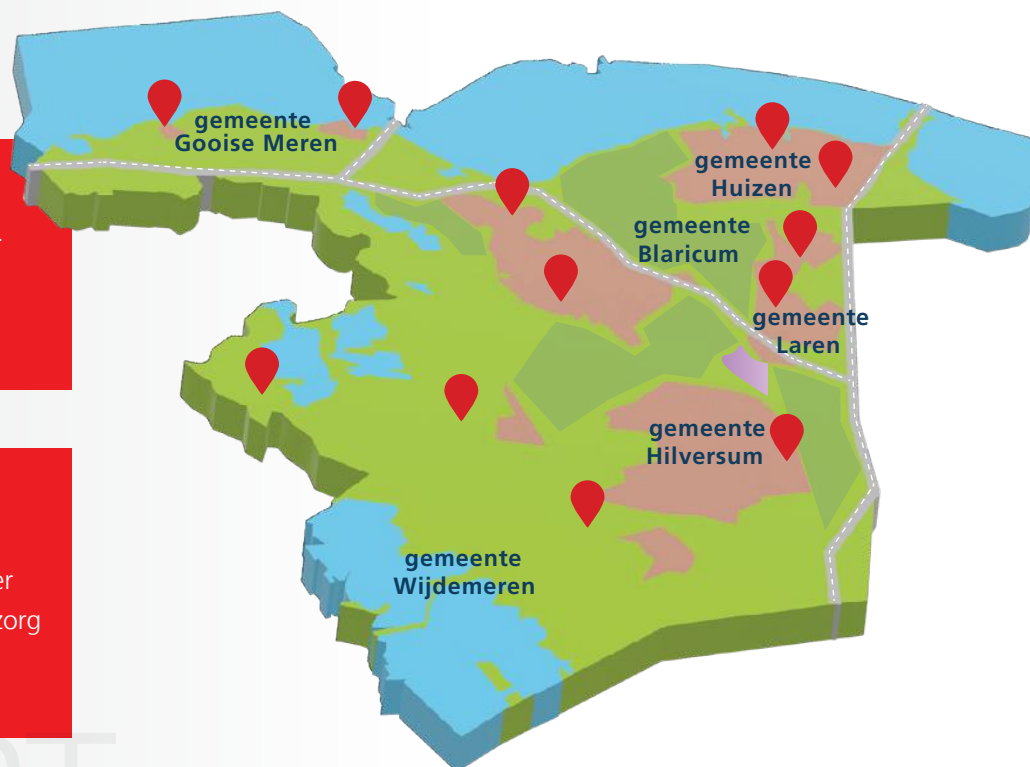 gemeente
Gooise Meren
gemeente
Huizen
gemeente
Blaricum
gemeente
Laren
gemeente
Hilversum
gemeente
Wijdemeren
er
zorg